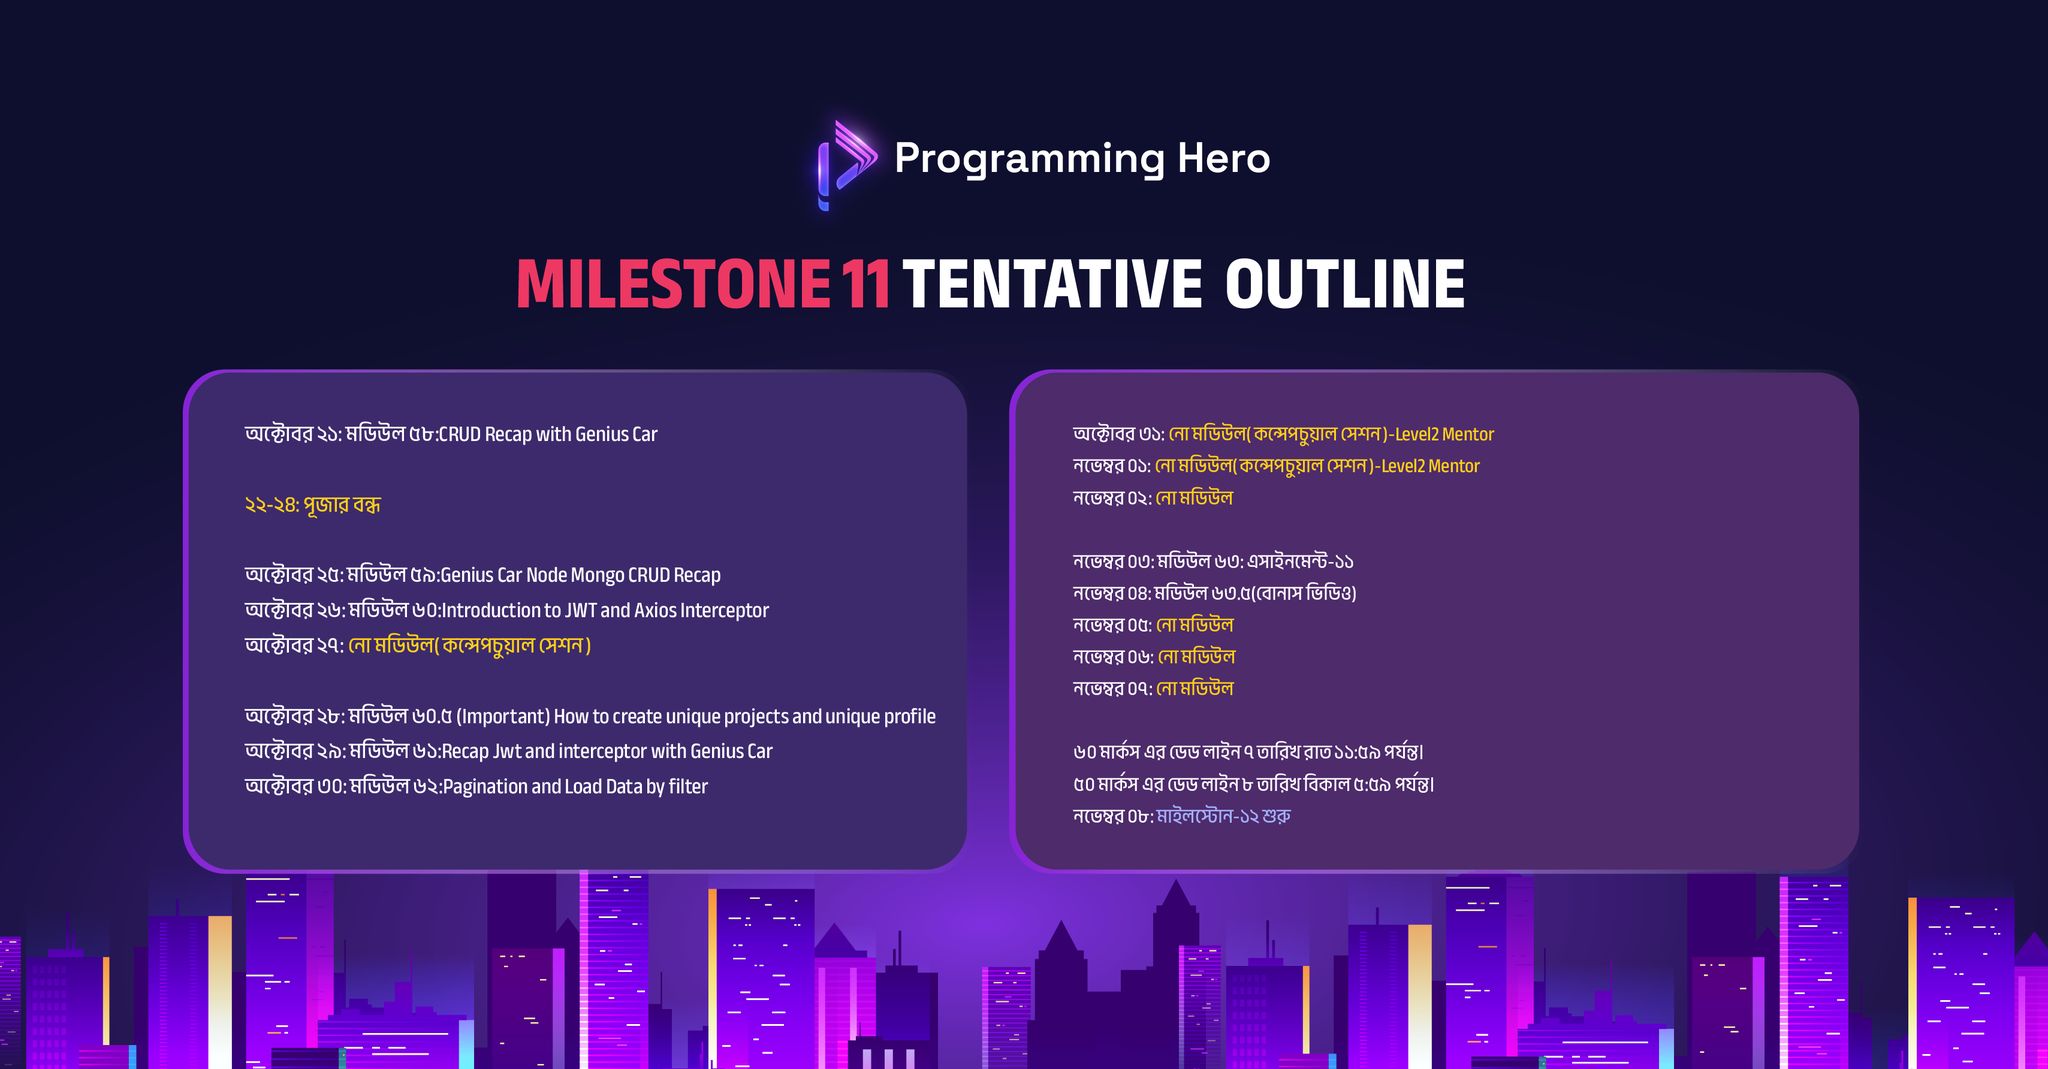 Programming Hero
MILESTONE 11 TENTATIVE OUTLINE
অক্টোবর ২১: মডিউল ৫৮:CRUD Recap with Genius Car
২২-২৪: পূজার বন্ধ
অক্টোবর ২৫: মডিউল ৫৯:Genius Car Node Mongo CRUD Recap
অক্টোবর ২৬: মডিউল ৬০:Introduction to JWT and Axios Interceptor
অক্টোবর ২৭: নো মডিউল( কন্সেপচুয়াল সেশন )
অক্টোবর ২৮: মডিউল ৬০.৫ (Important) How to create unique projects and unique profile
অক্টোবর ২৯: মডিউল ৬১:Recap Jwt and interceptor with Genius Car
অক্টোবর ৩০: মডিউল ৬২:Pagination and Load Data by filter
অক্টোবর ৩১: নো মডিউল( কন্সেপচুয়াল সেশন )-Level2 Mentor
নভেম্বর ০১: নো মডিউল( কন্সেপচুয়াল সেশন )-Level2 Mentor
নভেম্বর ০২: নো মডিউল
নভেম্বর ০৩: মডিউল ৬৩: এসাইনমেন্ট-১১
নভেম্বর ০৪: মডিউল ৬৩.৫(বোনাস ভিডিও)
নভেম্বর ০৫: নো মডিউল
নভেম্বর ০৬: নো মডিউল
নভেম্বর ০৭: নো মডিউল
৬০ মার্কস এর ডেড লাইন ৭ তারিখ রাত ১১:৫৯ পর্যন্ত।
৫০ মার্কস এর ডেড লাইন ৮ তারিখ বিকাল ৫:৫৯ পর্যন্ত।
নভেম্বর ০৮: মাইলস্টোন-১২ শুরু